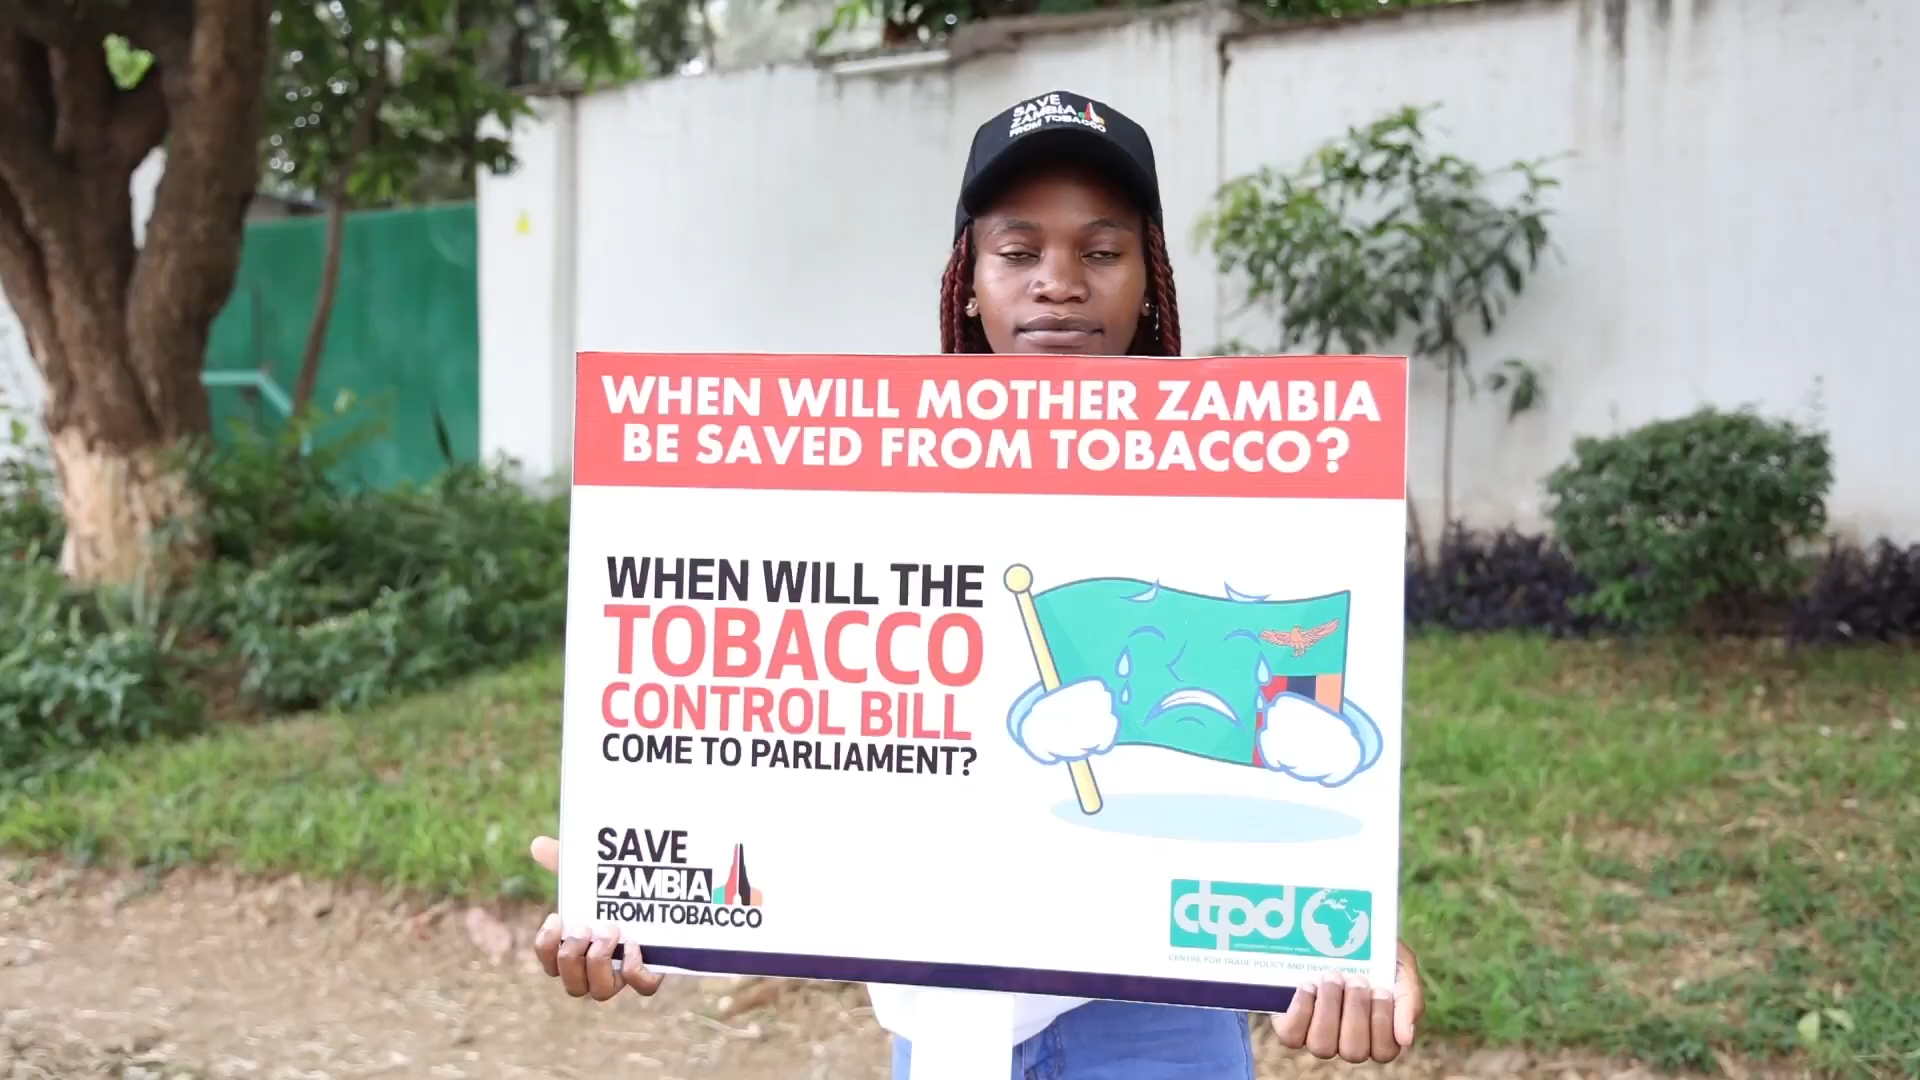 SAVE
ZAMBIA
FROM TOBACCO
WHEN WILL MOTHER ZAMBIA
BE SAVED FROM TOBACCO?
WHEN WILL THE
TOBACCO
CONTROL BILL
COME TO PARLIAMENT?
SAVE
ZAMBIA
FROM TOBACCO
ctpd
CENTRE FOR TRADE POLICY AND DEVELOPMENT